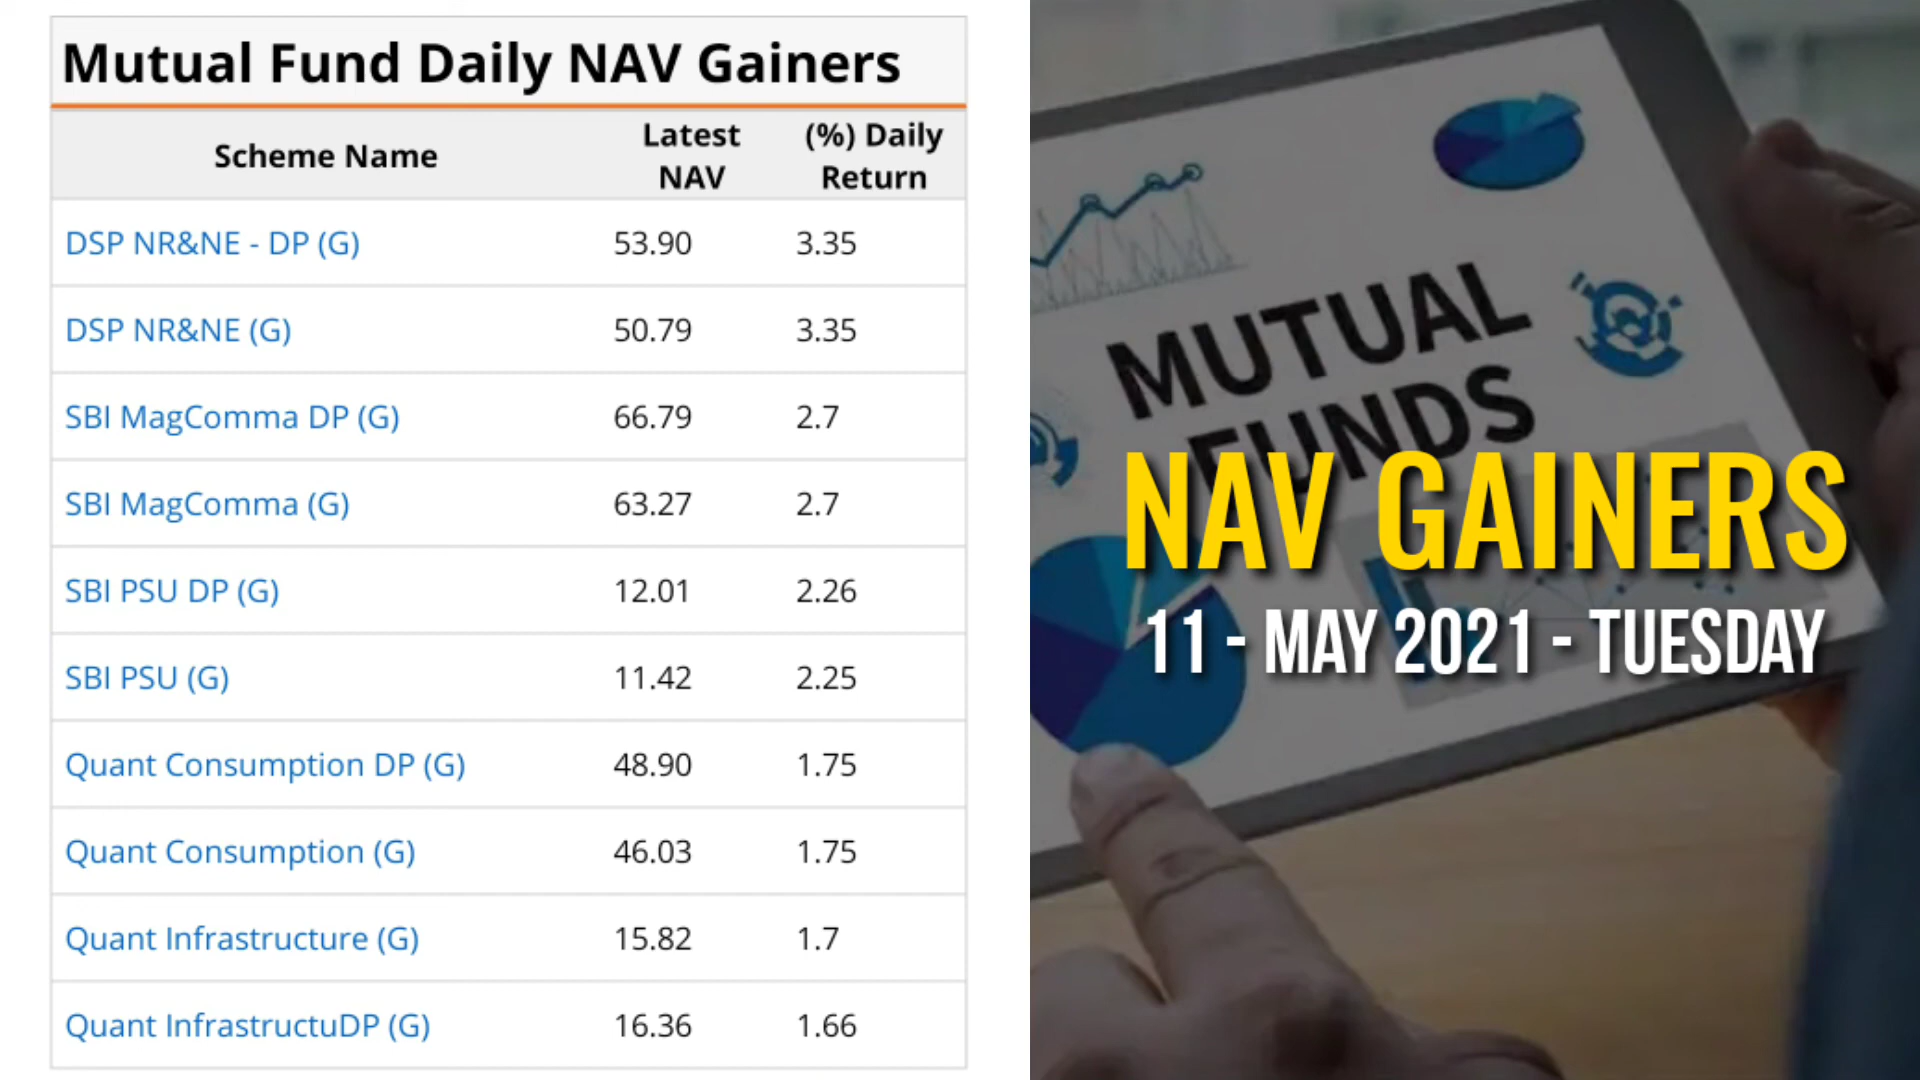 Mutual Fund Daily NAV Gainers
Scheme Name Latest NAV (%) Daily Return
DSP NR&NE - DP (G) 53.90 3.35
DSP NR&NE (G) 50.79 3.35
SBI MagComma DP (G) 66.79 2.7
SBI MagComma (G) 63.27 2.7
SBI PSU DP (G) 12.01 2.26
SBI PSU (G) 11.42 2.25
Quant Consumption DP (G) 48.90 1.75
Quant Consumption (G) 46.03 1.75
Quant Infrastructure (G) 15.82 1.7
Quant InfrastructuDP (G) 16.36 1.66
MUTUAL
FUNDS
NAV GAINERS
11 - MAY 2021 - TUESDAY